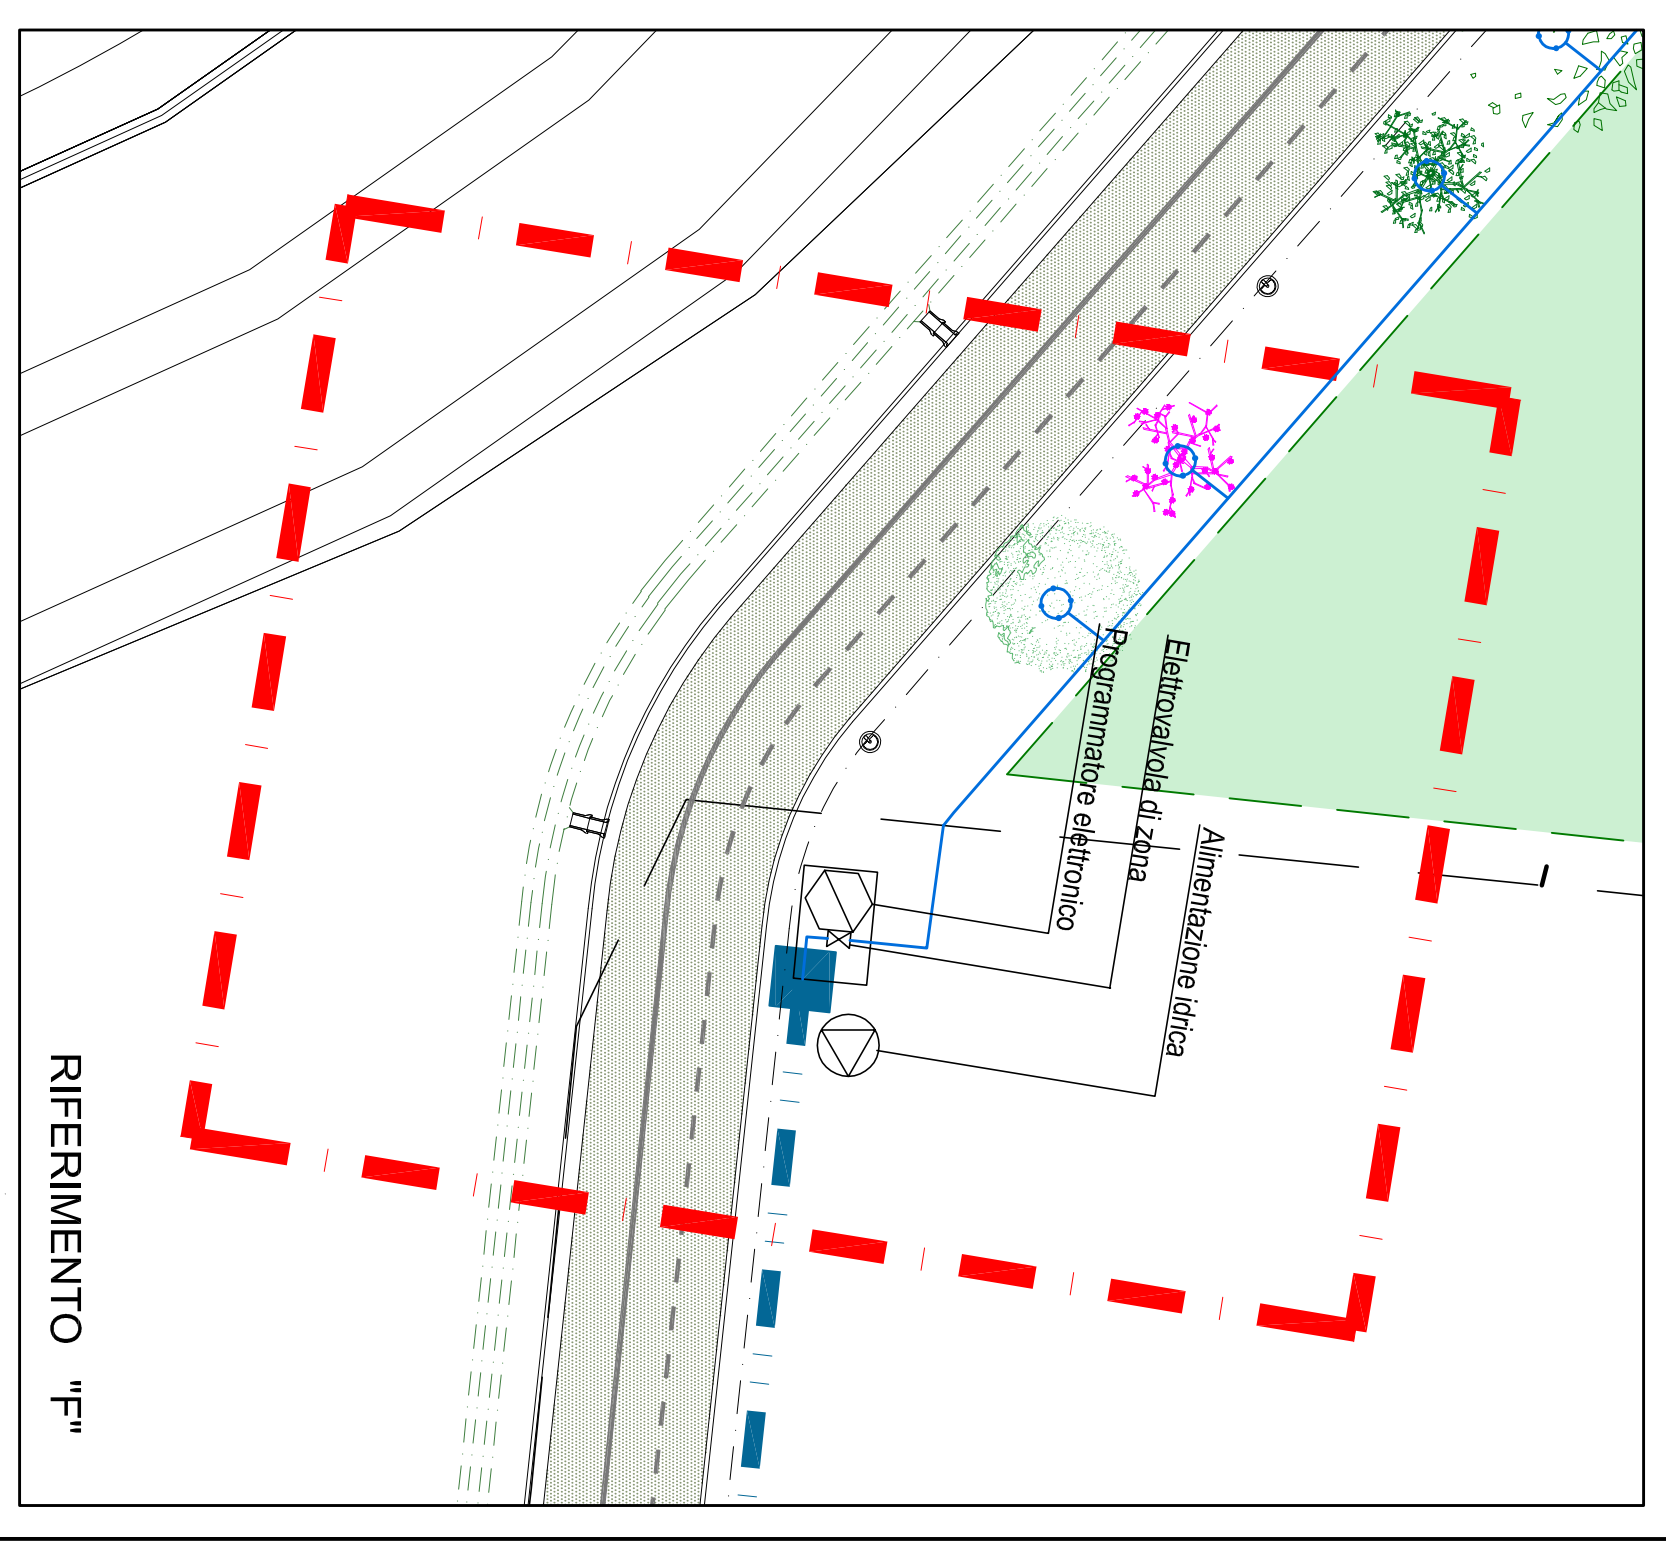 Elettrovalvola di zona
Programmatore elettronico
Alimentazione idrica
RIFERIMENTO "F"